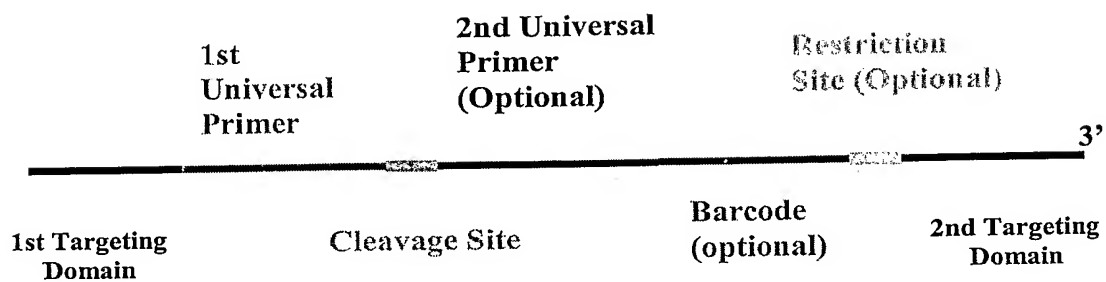 1st
Universal
Primer
2nd Universal
Primer
(Optional)
Restriction
Site (Optional)
3’
1st Targeting
Domain
Cleavage Site
Barcode
(optional)
2nd Targeting
Domain